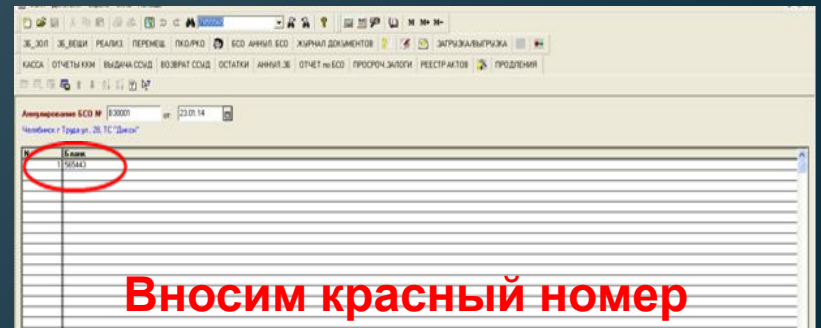 ЗБ_ЗОЛ ЗБ_ВЕЩИ РЕАЛИЗ. ПЕРЕМЕЩ. ПКО/РКО БСО АННУЛ. БСО ЖУРНАЛ ДОКУМЕНТОВ ЗАГРУЗКА/ВЫГРУЗКА
КАССА ОТЧЕТЫ ККМ ВЫДАЧА ССУД ВОЗВРАТ ССУД ОСТАТКИ АННУЛ.ЗБ ОТЧЕТ по БСО ПРОСРОЧ.ЗАЛОГИ РЕЕСТР АКТОВ ПРОДЛЕНИЯ
Аннулирование БСО № В30001 от 23.01.14
Челябинск г Труда ул. 28, ТС "Дикси"
N Бланк
1 565443
Вносим красный номер